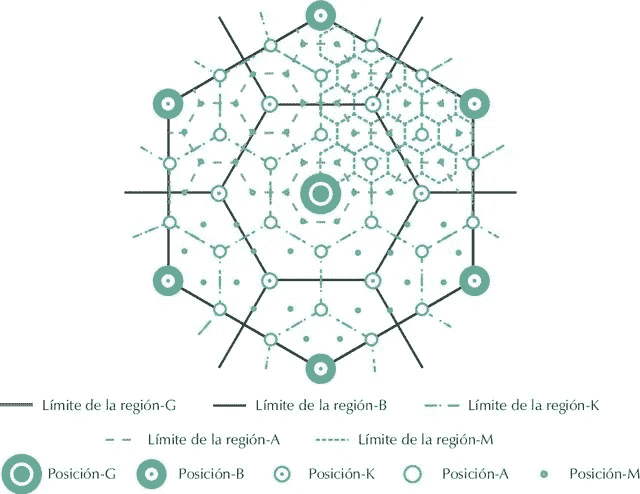 Límite de la región-G Límite de la región-B Límite de la región-K
Límite de la región-A Límite de la región-M
Posición-G Posición-B Posición-K Posición-A Posición-M